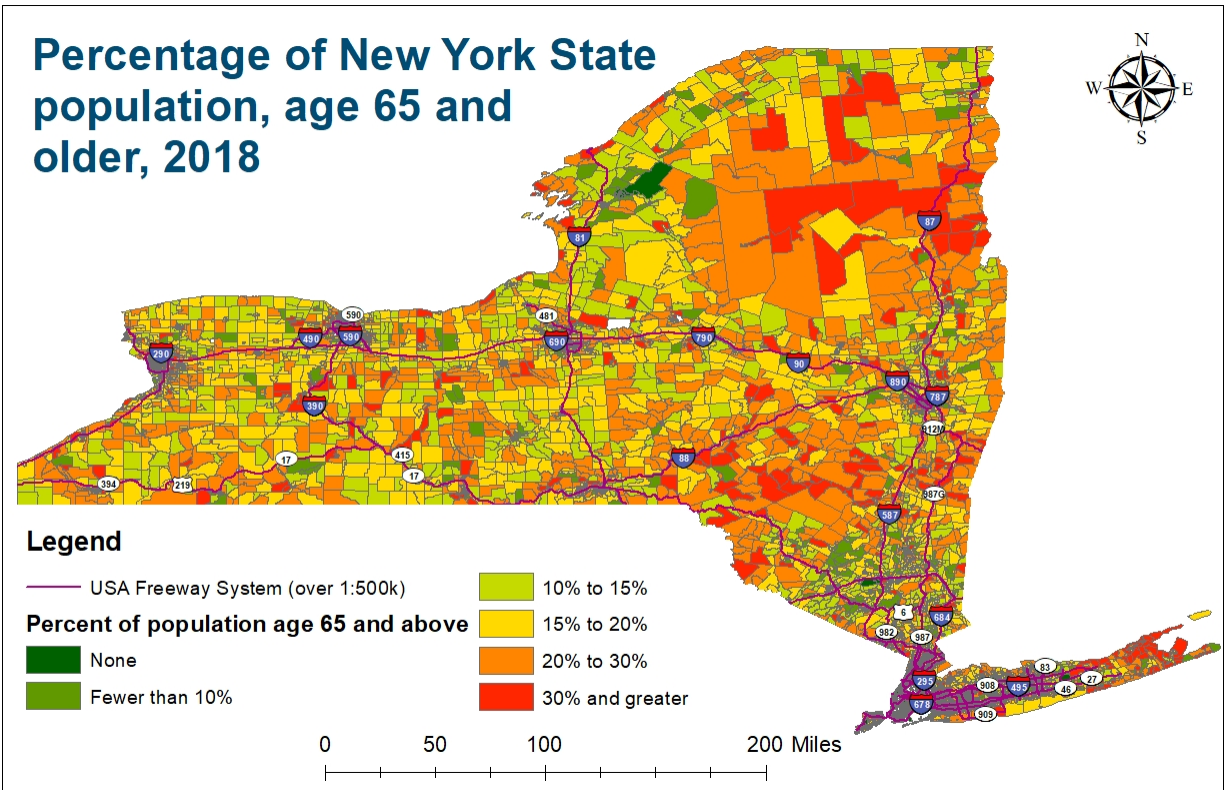 Percentage of New York State
population, age 65 and
older, 2018
N
W E
S
87
81
590
481
490
590
690
790
290
90
890
787
390
912M
415
17
88
17
394
219
987G
587
Legend
USA Freeway System (over 1:500k)
Percent of population age 65 and above
None
Fewer than 10%
10% to 15%
15% to 20%
20% to 30%
30% and greater
6
684
982
987
83
295
908
495
27
46
678
909
0 50 100 200 Miles